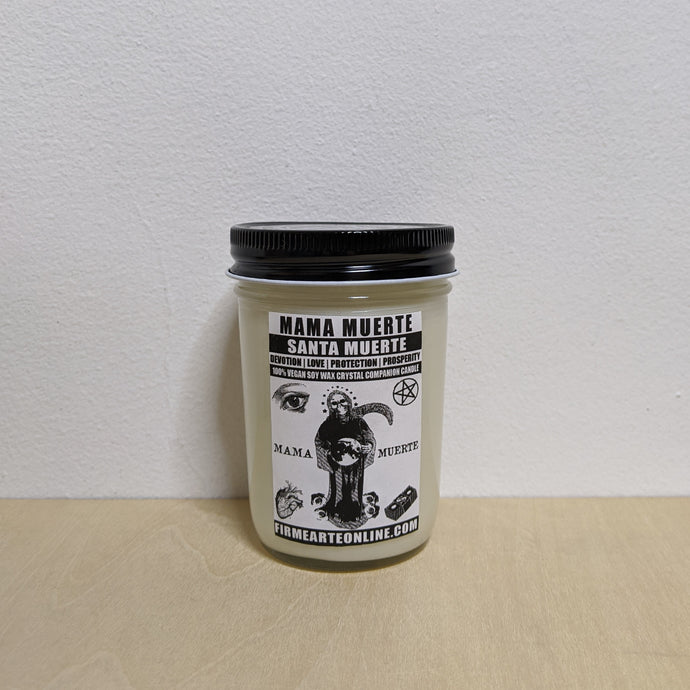 MAMA MUERTE
SANTA MUERTE
DEVOTION | LOVE | PROTECTION | PROSPERITY
100% VEGAN SOY WAX CRYSTAL COMPANION CANDLE
MAMA MUERTE
FIRMEARTEONLINE.COM